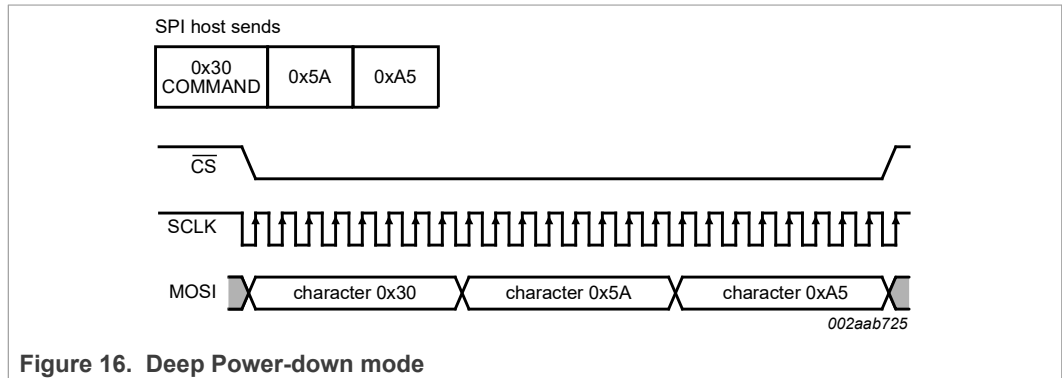 SPI host sends
0x30
COMMAND
0x5A
0xA5
CS
SCLK
MOSI
character 0x30
character 0x5A
character 0xA5
002aab725
Figure 16. Deep Power-down mode